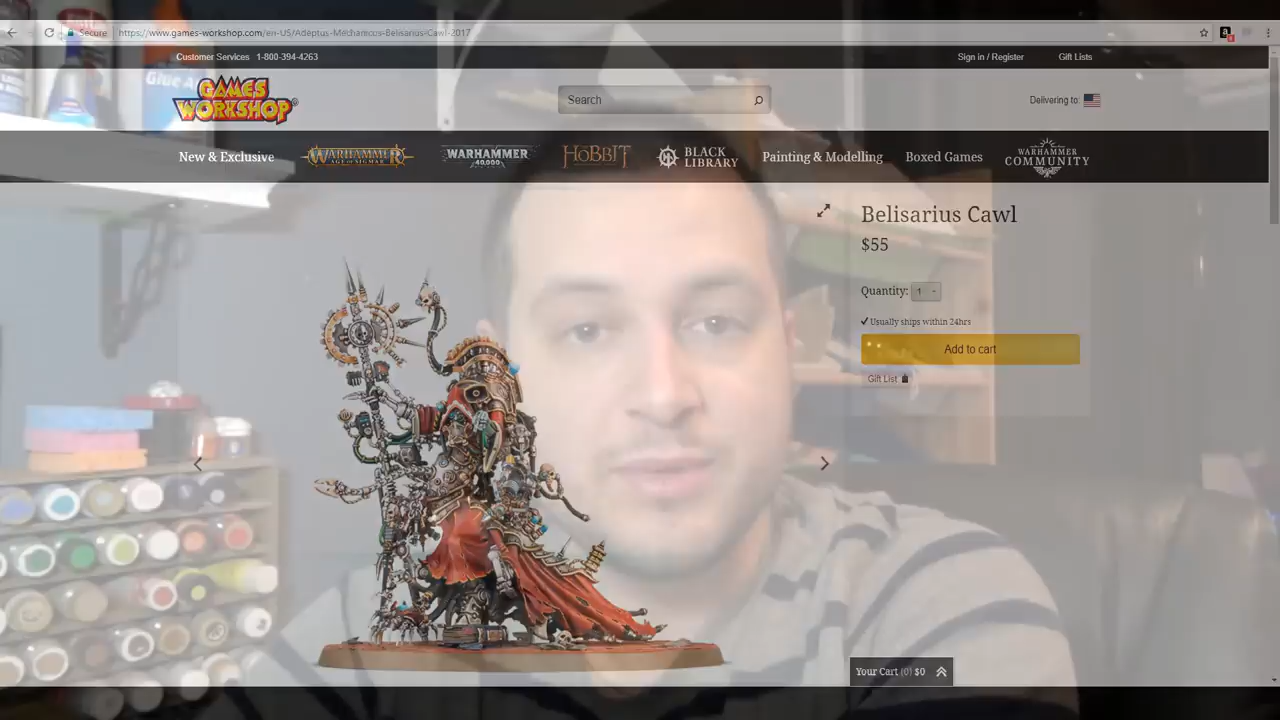 Secure
https://www.games-workshop.com/en-US/Adeptus-Mechanicus-Belisarius-Cawl-2017
Customer Services 1-800-394-4263
Sign in / Register
Gift Lists
GAMES
WORKSHOP
Search
Delivering to:
New & Exclusive
WARHAMMER
AGE OF SIGMAR
WARHAMMER
40,000
THE HOBBIT
BLACK
LIBRARY
Painting & Modelling
Boxed Games
WARHAMMER
COMMUNITY
Glue
Belisarius Cawl
$55
Quantity: 1
Usually ships within 24hrs
Add to cart
Gift List
Your Cart (0) $0